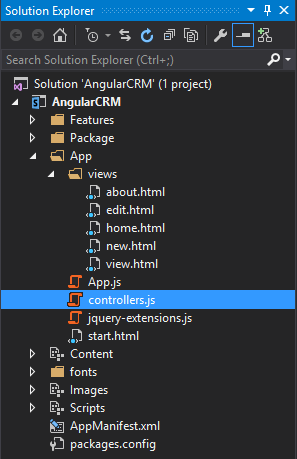 Solution Explorer
Search Solution Explorer (Ctrl+;)
Solution 'AngularCRM' (1 project)
AngularCRM
Features
Package
App
views
about.html
edit.html
home.html
new.html
view.html
App.js
controllers.js
jquery-extensions.js
start.html
Content
fonts
Images
Scripts
AppManifest.xml
packages.config